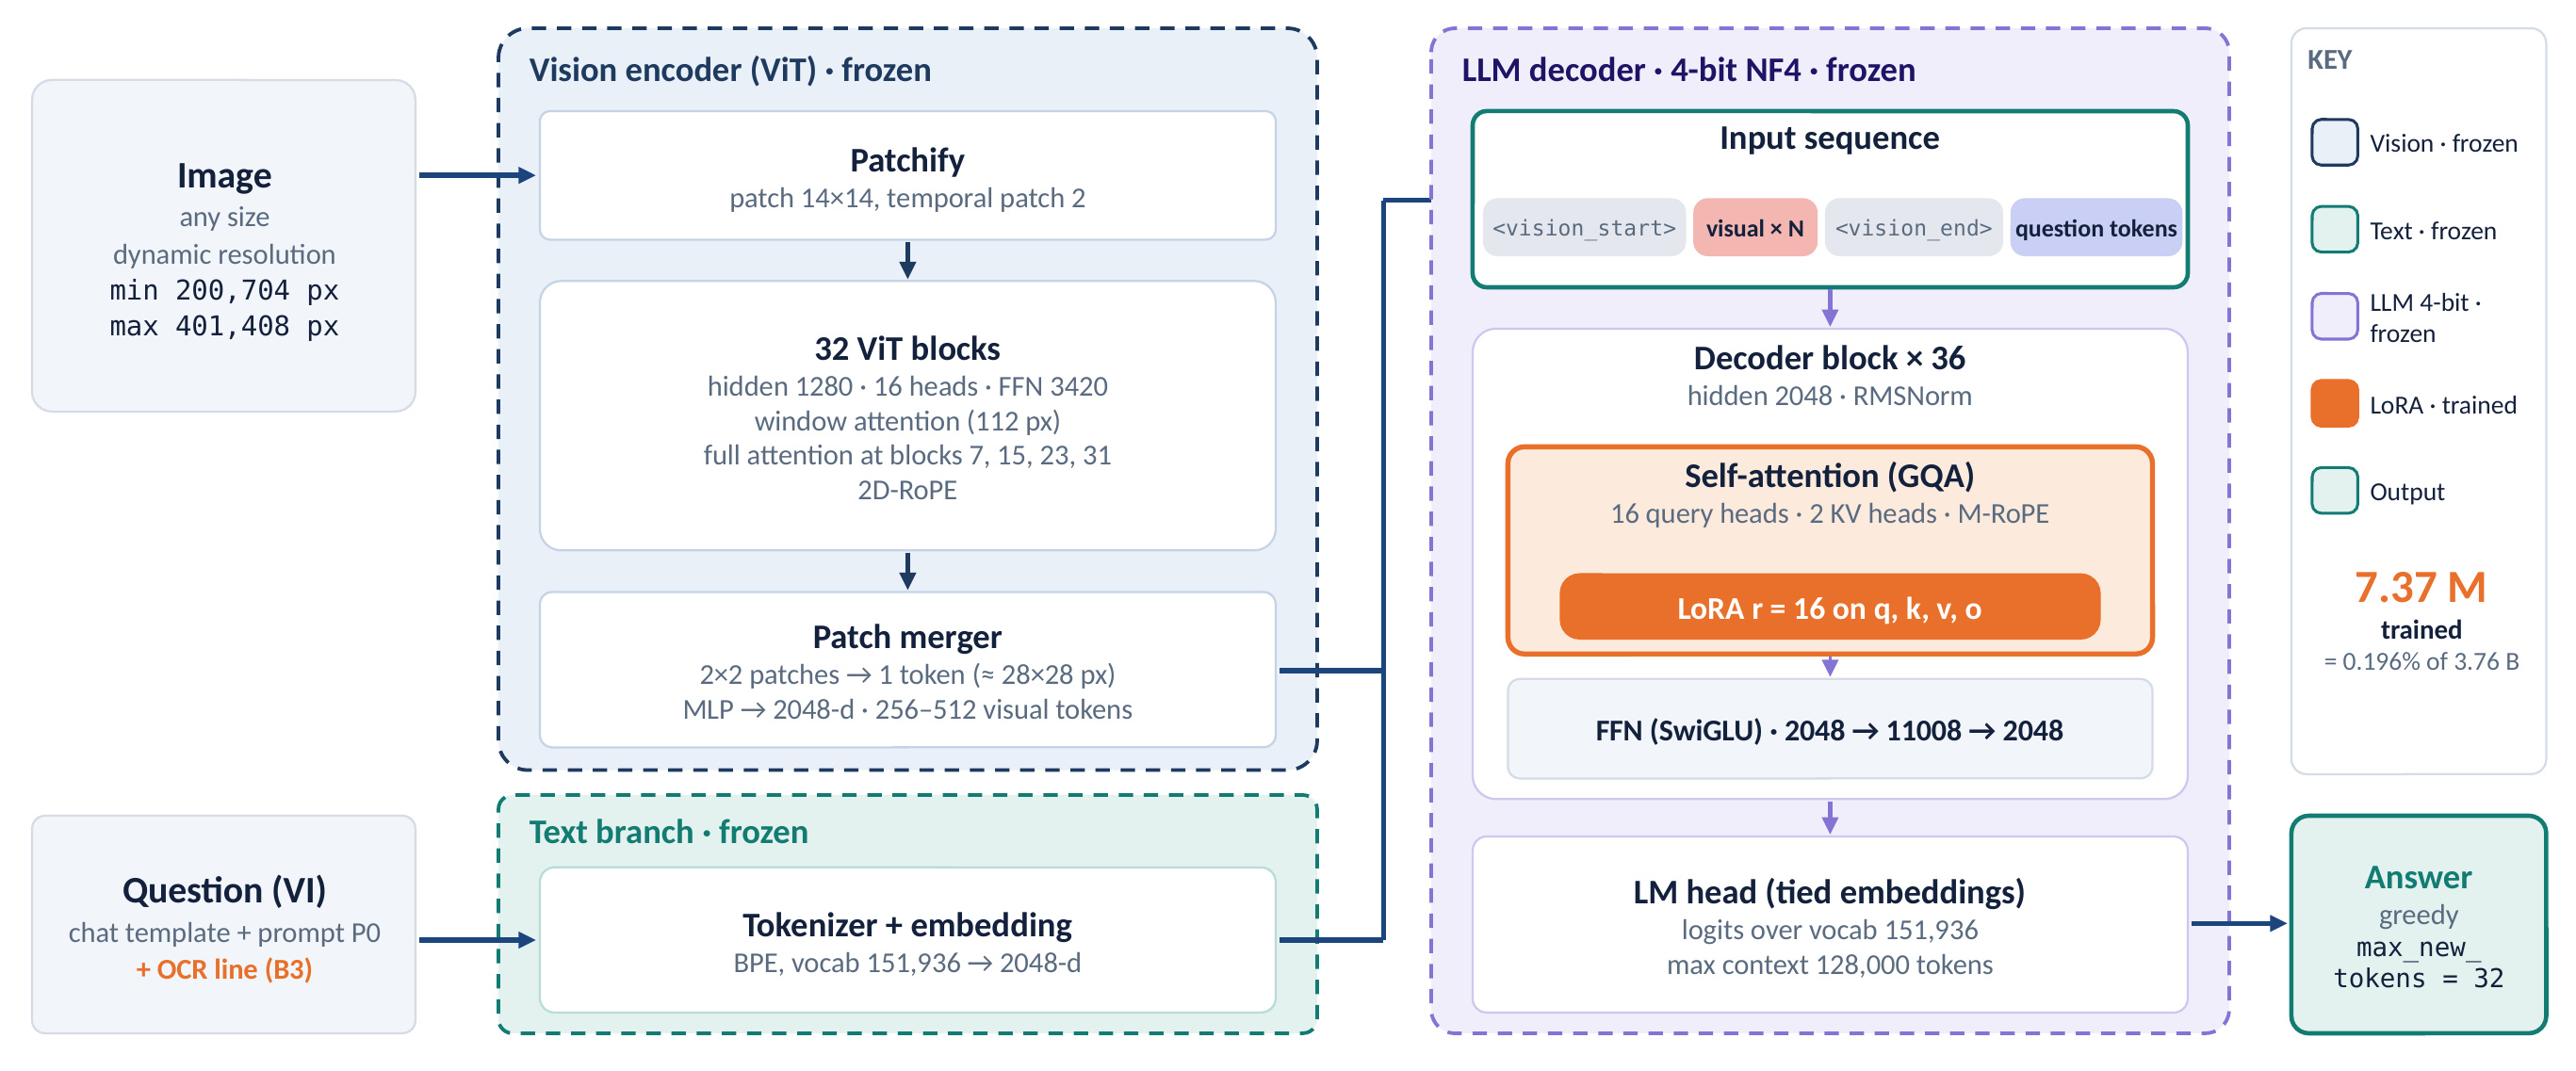 Image
any size
dynamic resolution
min 200,704 px
max 401,408 px
Question (VI)
chat template + prompt P0
+ OCR line (B3)
Vision encoder (ViT) · frozen
Patchify
patch 14×14, temporal patch 2
32 ViT blocks
hidden 1280 · 16 heads · FFN 3420
window attention (112 px)
full attention at blocks 7, 15, 23, 31
2D-RoPE
Patch merger
2×2 patches → 1 token (≈ 28×28 px)
MLP → 2048-d · 256–512 visual tokens
Text branch · frozen
Tokenizer + embedding
BPE, vocab 151,936 → 2048-d
LLM decoder · 4-bit NF4 · frozen
Input sequence
<vision_start> visual × N <vision_end> question tokens
Decoder block × 36
hidden 2048 · RMSNorm
Self-attention (GQA)
16 query heads · 2 KV heads · M-RoPE
LoRA r = 16 on q, k, v, o
FFN (SwiGLU) · 2048 → 11008 → 2048
LM head (tied embeddings)
logits over vocab 151,936
max context 128,000 tokens
KEY
Vision · frozen
Text · frozen
LLM 4-bit ·
frozen
LoRA · trained
Output
7.37 M
trained
= 0.196% of 3.76 B
Answer
greedy
max_new_
tokens = 32